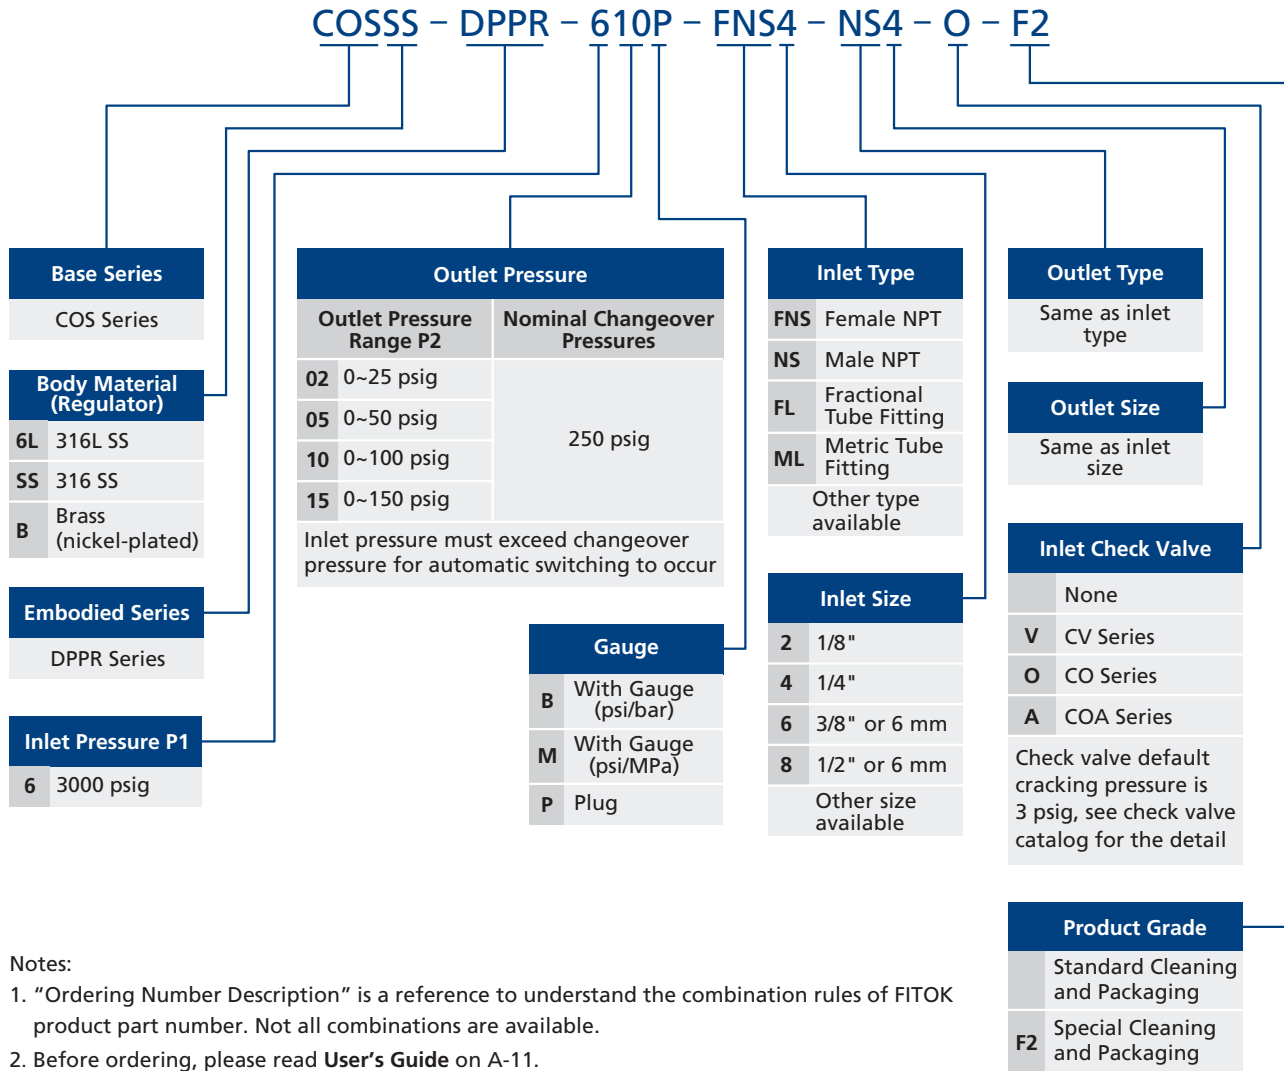 COSSS – DPPR – 610P – FNS4 – NS4 – O – F2
Base Series
COS Series
Body Material
(Regulator)
6L 316L SS
SS 316 SS
B Brass
(nickel-plated)
Embodied Series
DPPR Series
Inlet Pressure P1
6 3000 psig
Outlet Pressure
Outlet Pressure
Range P2
Nominal Changeover
Pressures
02 0~25 psig
05 0~50 psig
10 0~100 psig
15 0~150 psig
250 psig
Inlet pressure must exceed changeover
pressure for automatic switching to occur
Gauge
B With Gauge
(psi/bar)
M With Gauge
(psi/MPa)
P Plug
Inlet Type
FNS Female NPT
NS Male NPT
FL Fractional
Tube Fitting
ML Metric Tube
Fitting
Other type
available
Inlet Size
2 1/8"
4 1/4"
6 3/8" or 6 mm
8 1/2" or 6 mm
Other size
available
Outlet Type
Same as inlet
type
Outlet Size
Same as inlet
size
Inlet Check Valve
None
V CV Series
O CO Series
A COA Series
Check valve default
cracking pressure is
3 psig, see check valve
catalog for the detail
Product Grade
Standard Cleaning
and Packaging
F2 Special Cleaning
and Packaging
Notes:
1. “Ordering Number Description” is a reference to understand the combination rules of FITOK
product part number. Not all combinations are available.
2. Before ordering, please read User’s Guide on A-11.